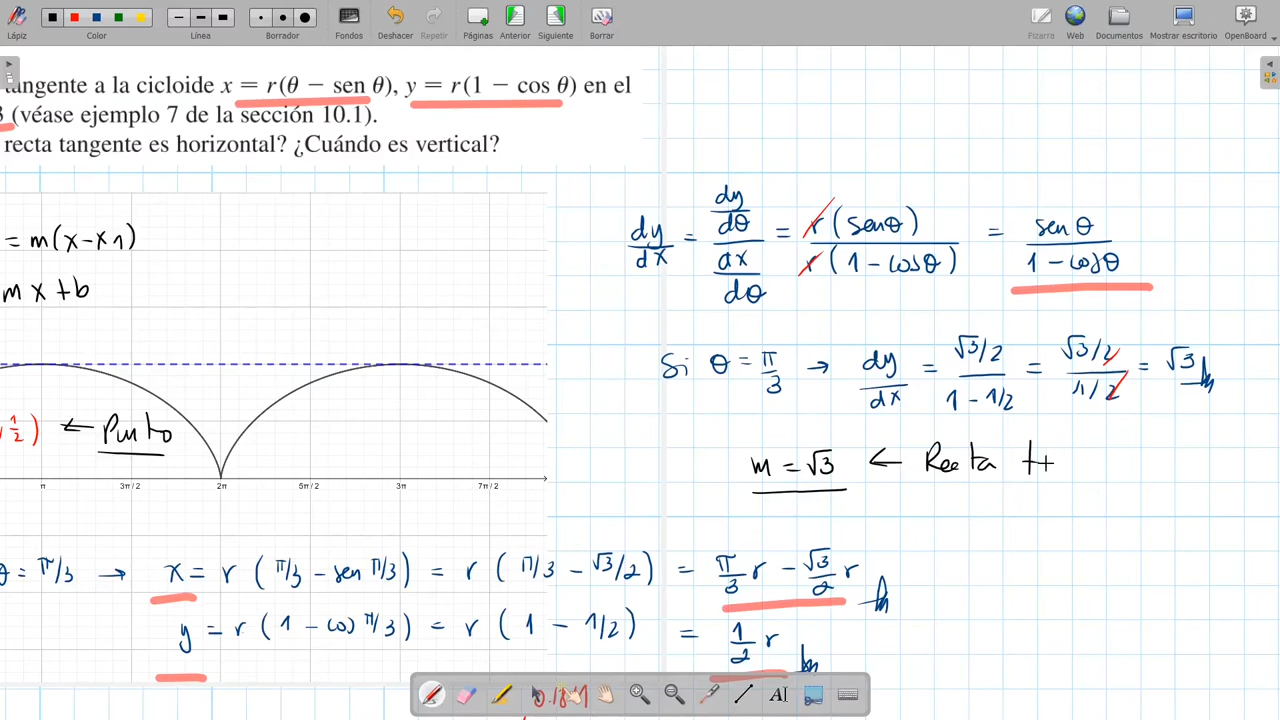 Lápiz Color Línea Borrador Fondos Deshacer Repetir Páginas Anterior Siguiente Borrar Pizarra Web Documentos Mostrar escritorio OpenBoard
tangente a la cicloide x = r(θ − sen θ), y = r(1 − cos θ) en el
3 (véase ejemplo 7 de la sección 10.1).
recta tangente es horizontal? ¿Cuándo es vertical?
= m(x-x1)
mx+b
dy/dx = (dy/dθ)/(dx/dθ) = r(senθ)/r(1-cosθ) = senθ/(1-cosθ)
Si θ = π/3 → dy/dx = (√3/2)/(1-1/2) = (√3/2)/(1/2) = √3
1/2) ← Punto
m = √3 ← Recta
π 3π/2 2π 5π/2 3π 7π/2
θ = π/3 → x = r (π/3 - sen π/3) = r (π/3 - √3/2) = π/3 r - √3/2 r
y = r (1 - cos π/3) = r (1 - 1/2) = 1/2 r